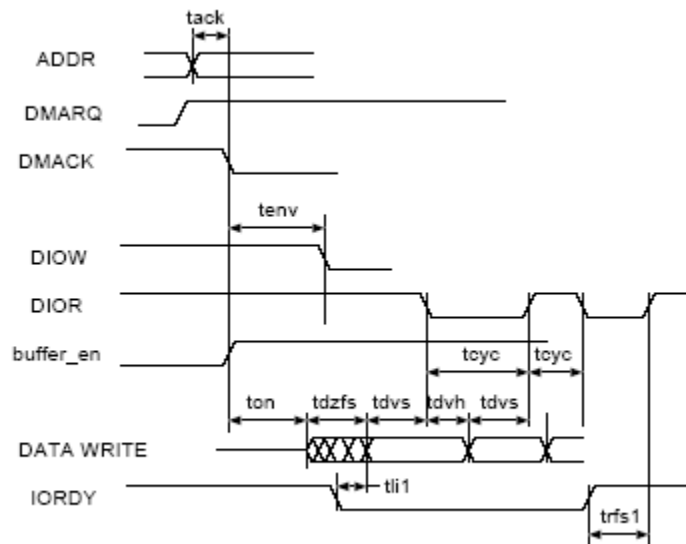 tack
ADDR
DMARQ
DMACK
tenv
DIOW
DIOR
buffer_en
tcyc tcyc
ton tdzfs tdvs tdvh tdvs
DATA WRITE
tli1
IORDY
trfs1